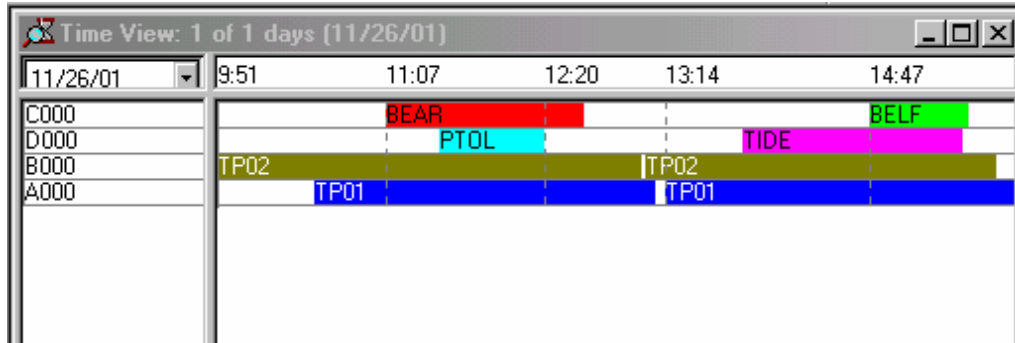 Time View: 1 of 1 days (11/26/01)
11/26/01 9:51 11:07 12:20 13:14 14:47
C000 BEAR BELF
D000 PTOL TIDE
B000 TP02 TP02
A000 TP01 TP01